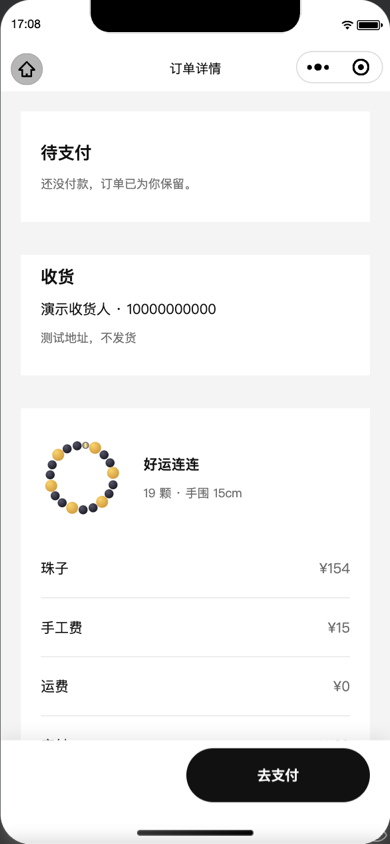 17:08
订单详情
待支付
还没付款，订单已为你保留。
收货
演示收货人 · 10000000000
测试地址，不发货
好运连连
19 颗 · 手围 15cm
珠子 ¥154
手工费 ¥15
运费 ¥0
去支付